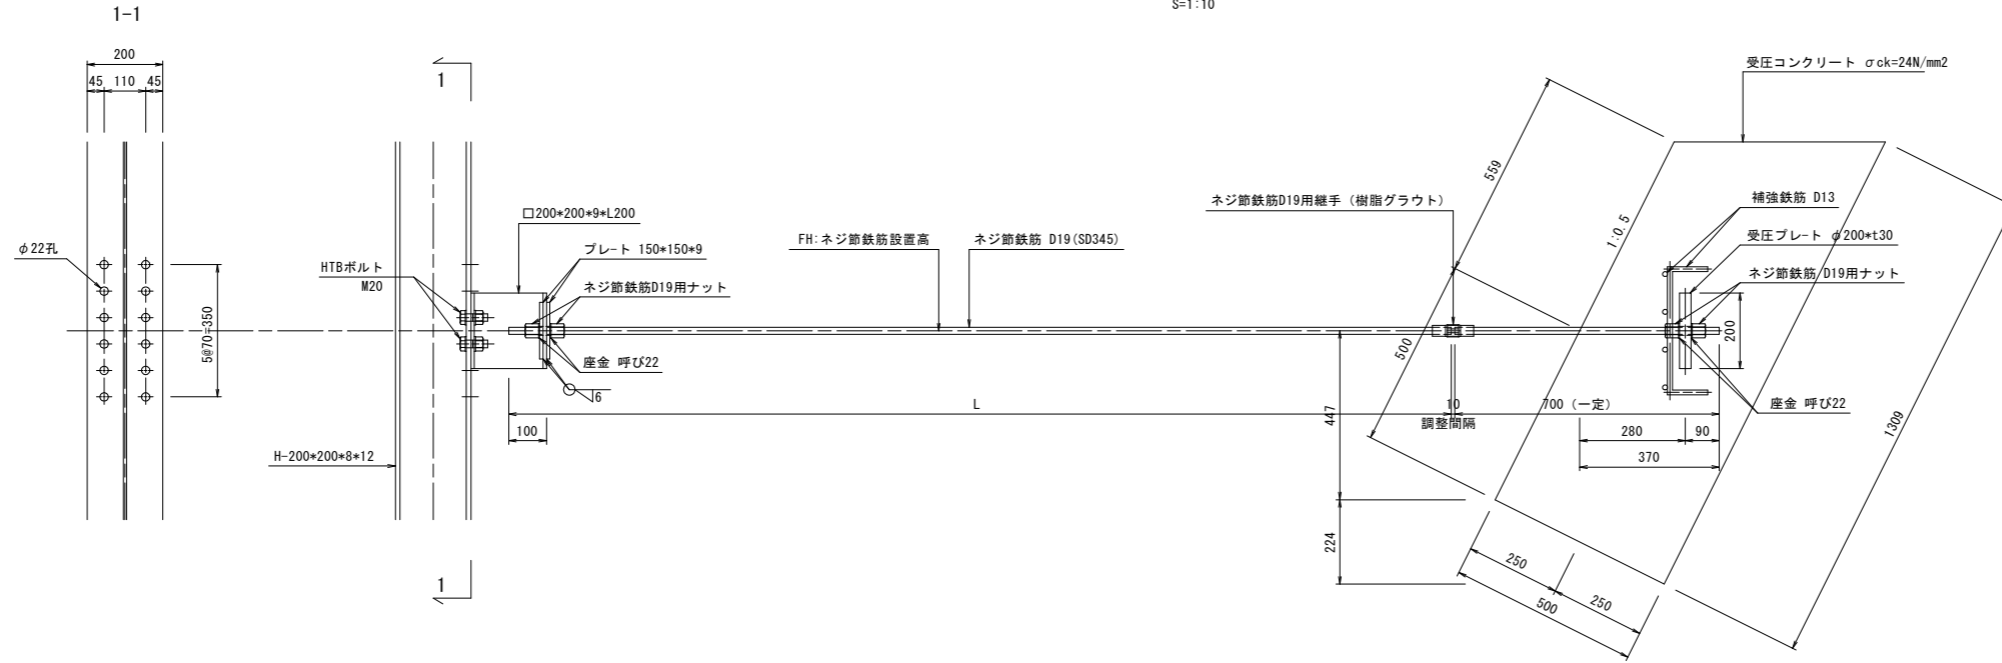 S=1:10
1-1
200
45 110 45
φ22孔
5@70=350
1
HTBボルト
M20
H-200*200*8*12
1
□200*200*9*L200
プレート 150*150*9
ネジ節鉄筋D19用ナット
座金 呼び22
6
100
L
FH:ネジ節鉄筋設置高
ネジ節鉄筋 D19(SD345)
ネジ節鉄筋D19用継手（樹脂グラウト）
10
調整間隔
700（一定）
280
90
370
447
224
559
500
1:0.5
受圧コンクリート σck=24N/mm2
補強鉄筋 D13
受圧プレート φ200*t30
ネジ節鉄筋 D19用ナット
200
座金 呼び22
1309
250
250
500